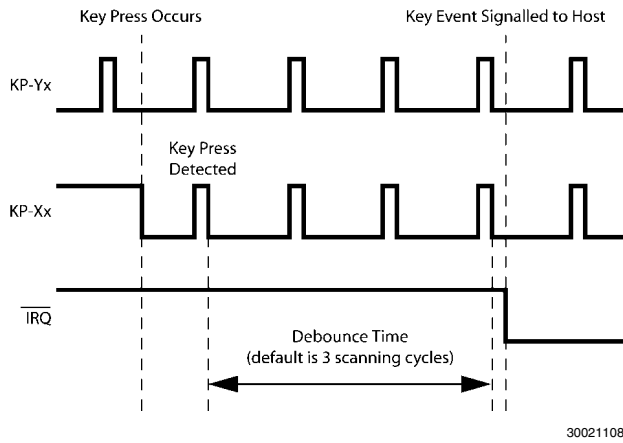 Key Press Occurs
Key Event Signalled to Host
KP-Yx
Key Press
Detected
KP-Xx
IRQ
Debounce Time
(default is 3 scanning cycles)
30021108